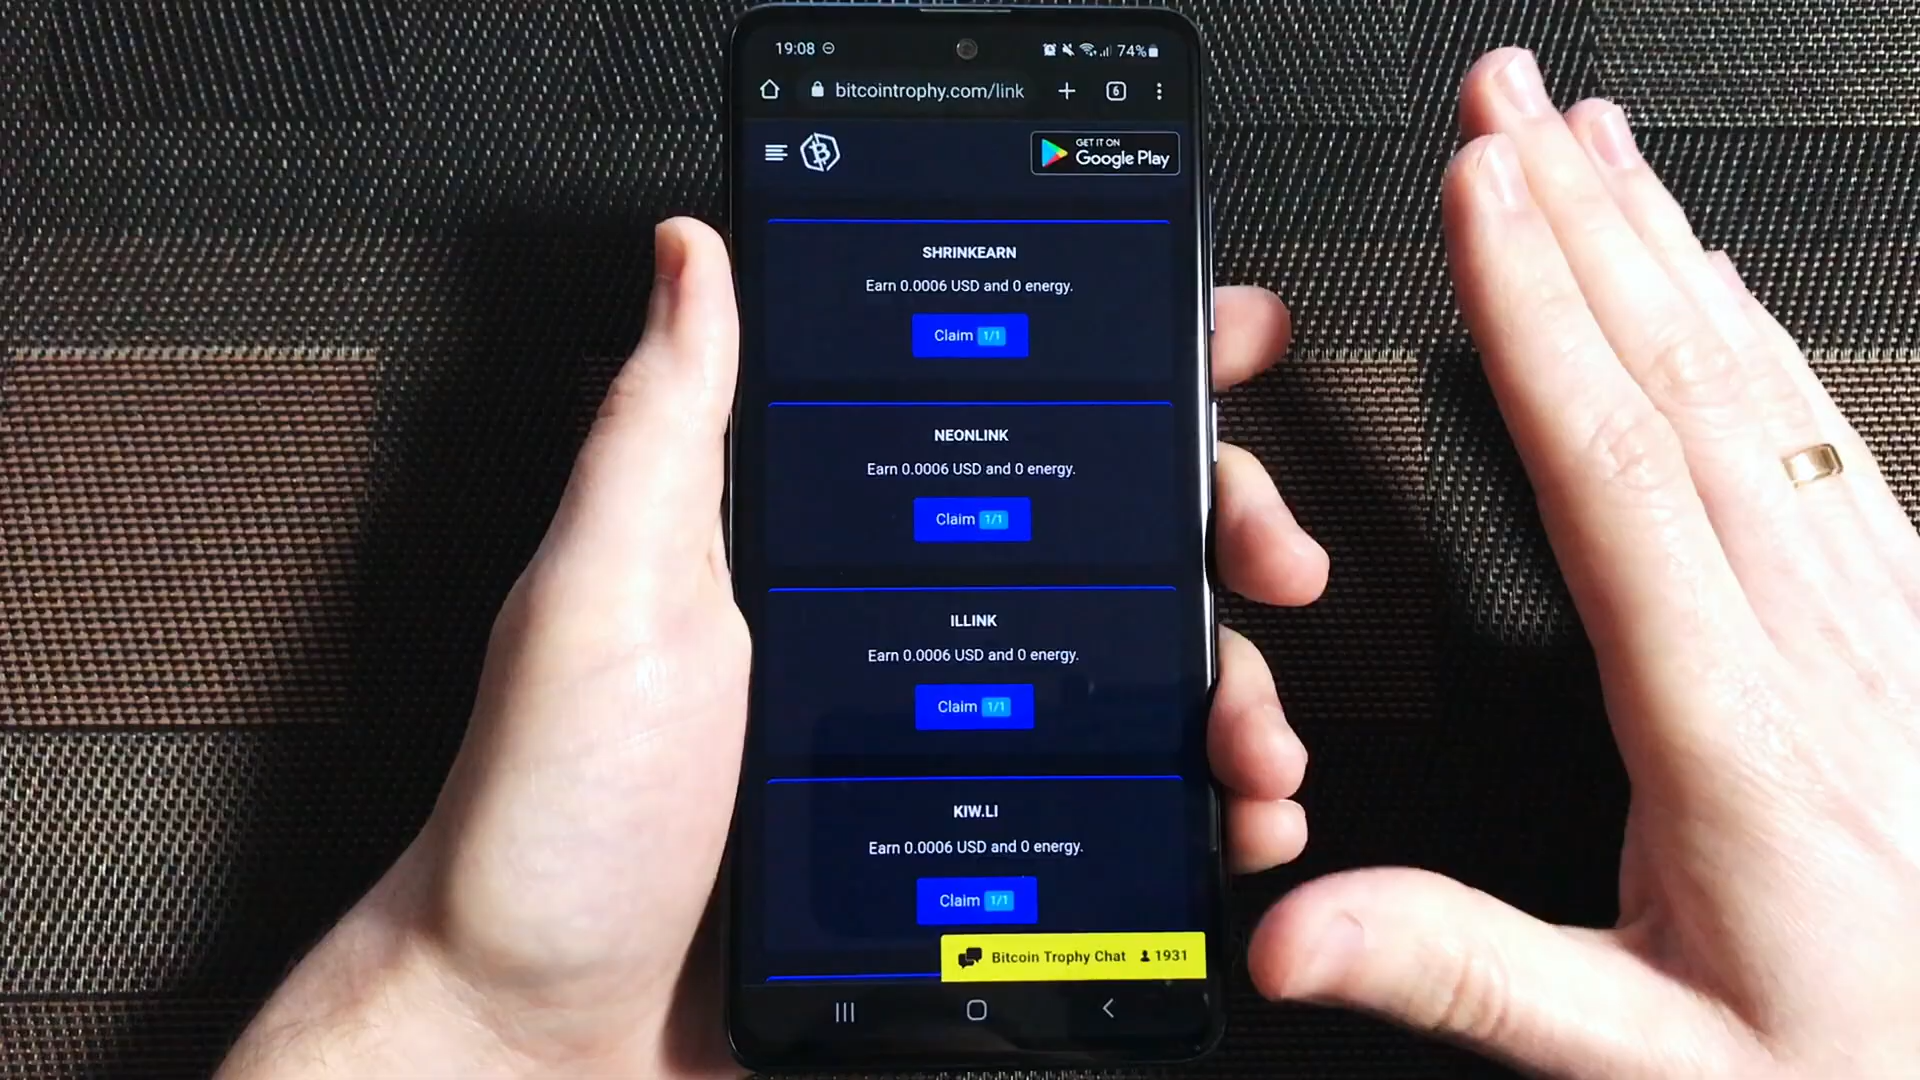 19:08
74%
bitcointrophy.com/link
6
GET IT ON
Google Play
SHRINKEARN
Earn 0.0006 USD and 0 energy.
Claim 1/1
NEONLINK
Earn 0.0006 USD and 0 energy.
Claim 1/1
ILLINK
Earn 0.0006 USD and 0 energy.
Claim 1/1
KIW.LI
Earn 0.0006 USD and 0 energy.
Claim 1/1
Bitcoin Trophy Chat 1931